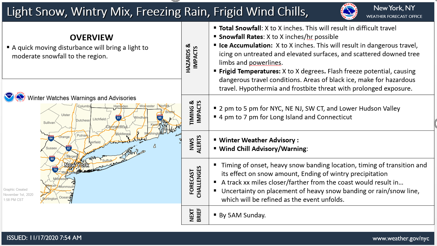 Light Snow, Wintry Mix, Freezing Rain, Frigid Wind Chills,
New York, NY
WEATHER FORECAST OFFICE
OVERVIEW
• A quick moving disturbance will bring a light to
moderate snowfall to the region.
Winter Watches Warnings and Advisories
HAZARDS &
IMPACTS
• Total Snowfall: X to X inches. This will result in difficult travel
• Snowfall Rates: X to X inches/hr possible
• Ice Accumulation: X to X inches. This will result in dangerous travel,
icing on untreated and elevated surfaces, and scattered downed tree
limbs and powerlines.
• Frigid Temperatures: X to X degrees. Flash freeze potential, causing
dangerous travel conditions. Areas of black ice, make for hazardous
travel. Hypothermia and frostbite threat with prolonged exposure.
TIMING &
IMPACTS
• 2 pm to 5 pm for NYC, NE NJ, SW CT, and Lower Hudson Valley
• 4 pm to 7 pm for Long Island and Connecticut
NWS
ALERTS
• Winter Weather Advisory :
• Wind Chill Advisory/Warning:
FORECAST
CHALLENGES
• Timing of onset, heavy snow banding location, timing of transition and
its effect on snow amount, Ending of wintry precipitation
• A track xx miles closer/farther from the coast would result in…
• Uncertainty on placement of heavy snow banding or rain/snow line,
which will be refined as the event unfolds.
NEXT
BRIEF
• By 5AM Sunday.
ISSUED: 11/17/2020 7:54 AM
www.weather.gov/nyc